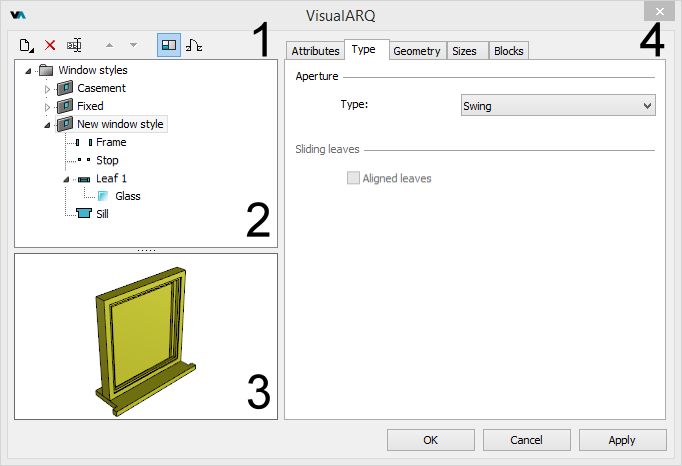 VA VisualARQ
1
4
Attributes Type Geometry Sizes Blocks
Window styles
Casement
Fixed
New window style
Frame
Stop
Leaf 1
Glass
Sill
2
3
Aperture
Type: Swing
Sliding leaves
Aligned leaves
OK Cancel Apply